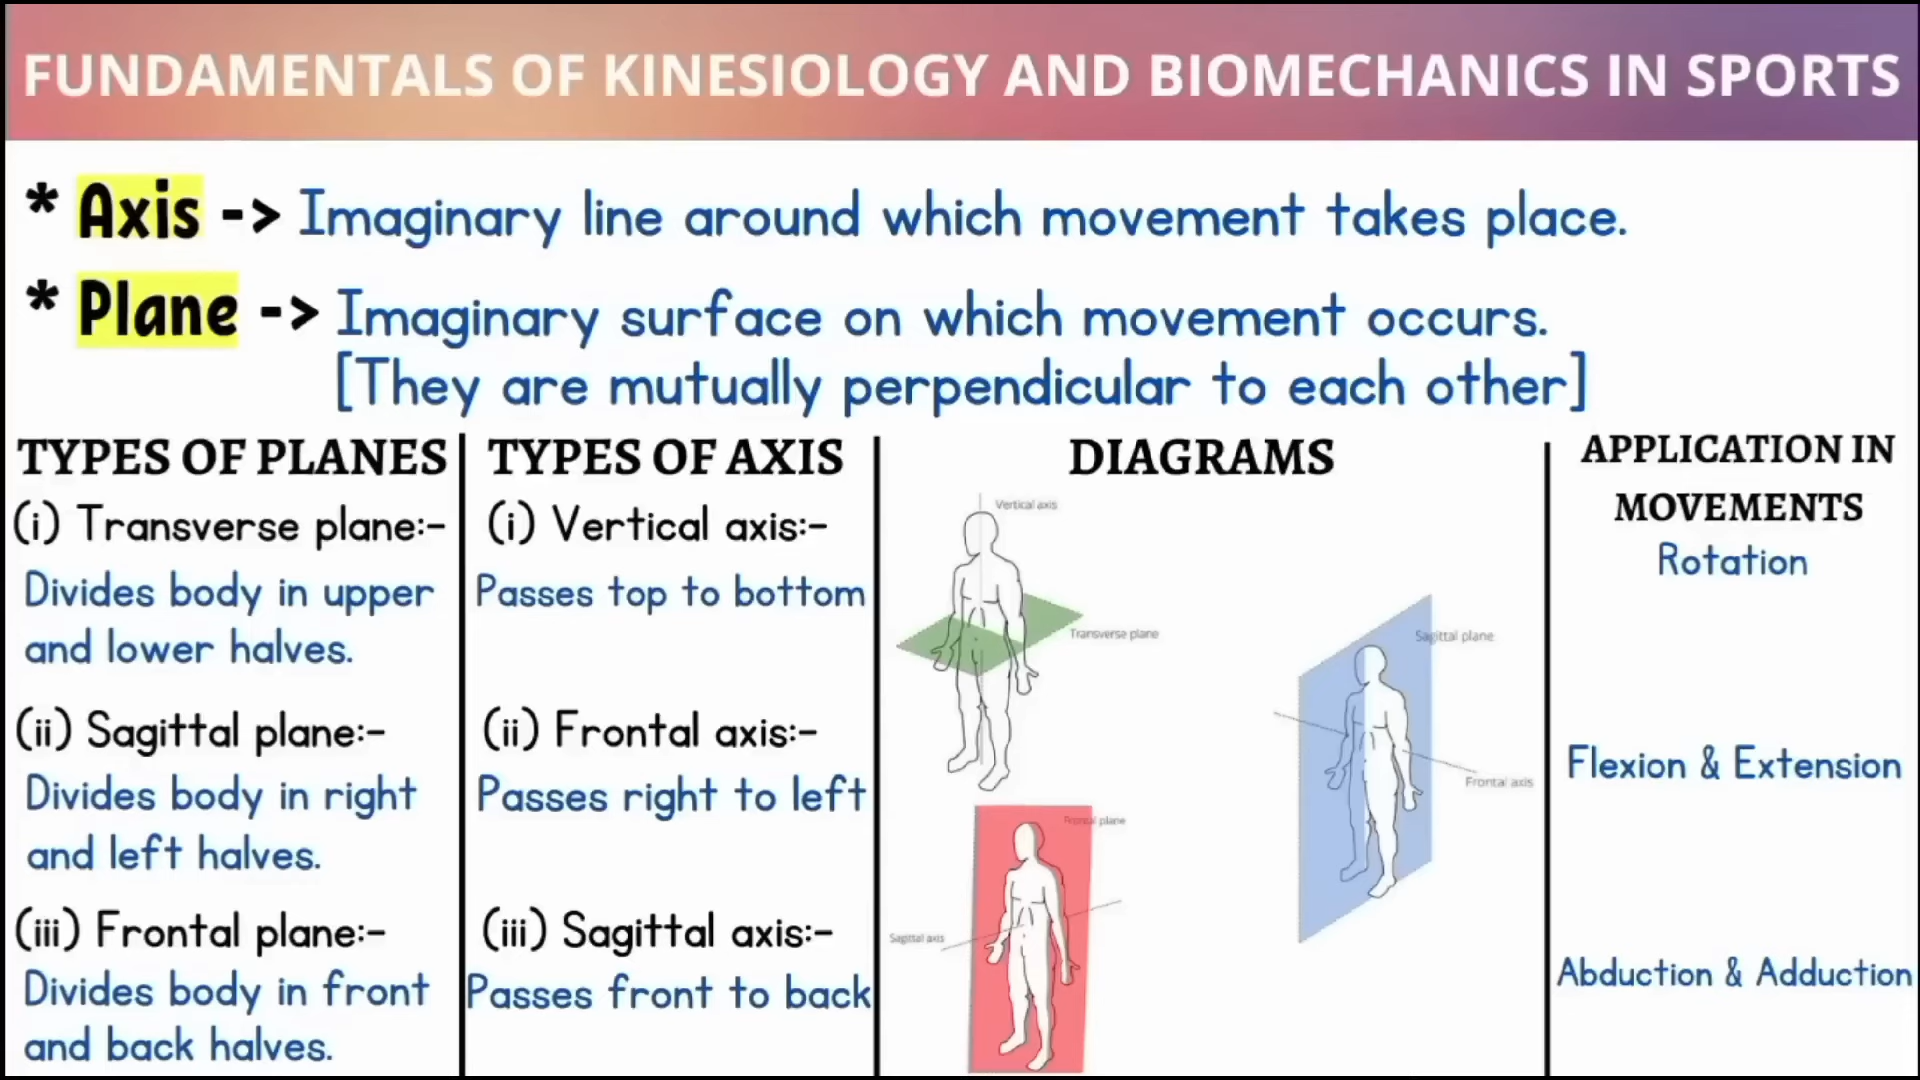 FUNDAMENTALS OF KINESIOLOGY AND BIOMECHANICS IN SPORTS
* Axis -> Imaginary line around which movement takes place.
* Plane -> Imaginary surface on which movement occurs.
[They are mutually perpendicular to each other]
TYPES OF PLANES
(i) Transverse plane:-
Divides body in upper
and lower halves.
(ii) Sagittal plane:-
Divides body in right
and left halves.
(iii) Frontal plane:-
Divides body in front
and back halves.
TYPES OF AXIS
(i) Vertical axis:-
Passes top to bottom
(ii) Frontal axis:-
Passes right to left
(iii) Sagittal axis:-
Passes front to back
DIAGRAMS
Vertical axis
Transverse plane
Sagittal plane
Frontal axis
Frontal plane
Sagittal axis
APPLICATION IN
MOVEMENTS
Rotation
Flexion & Extension
Abduction & Adduction